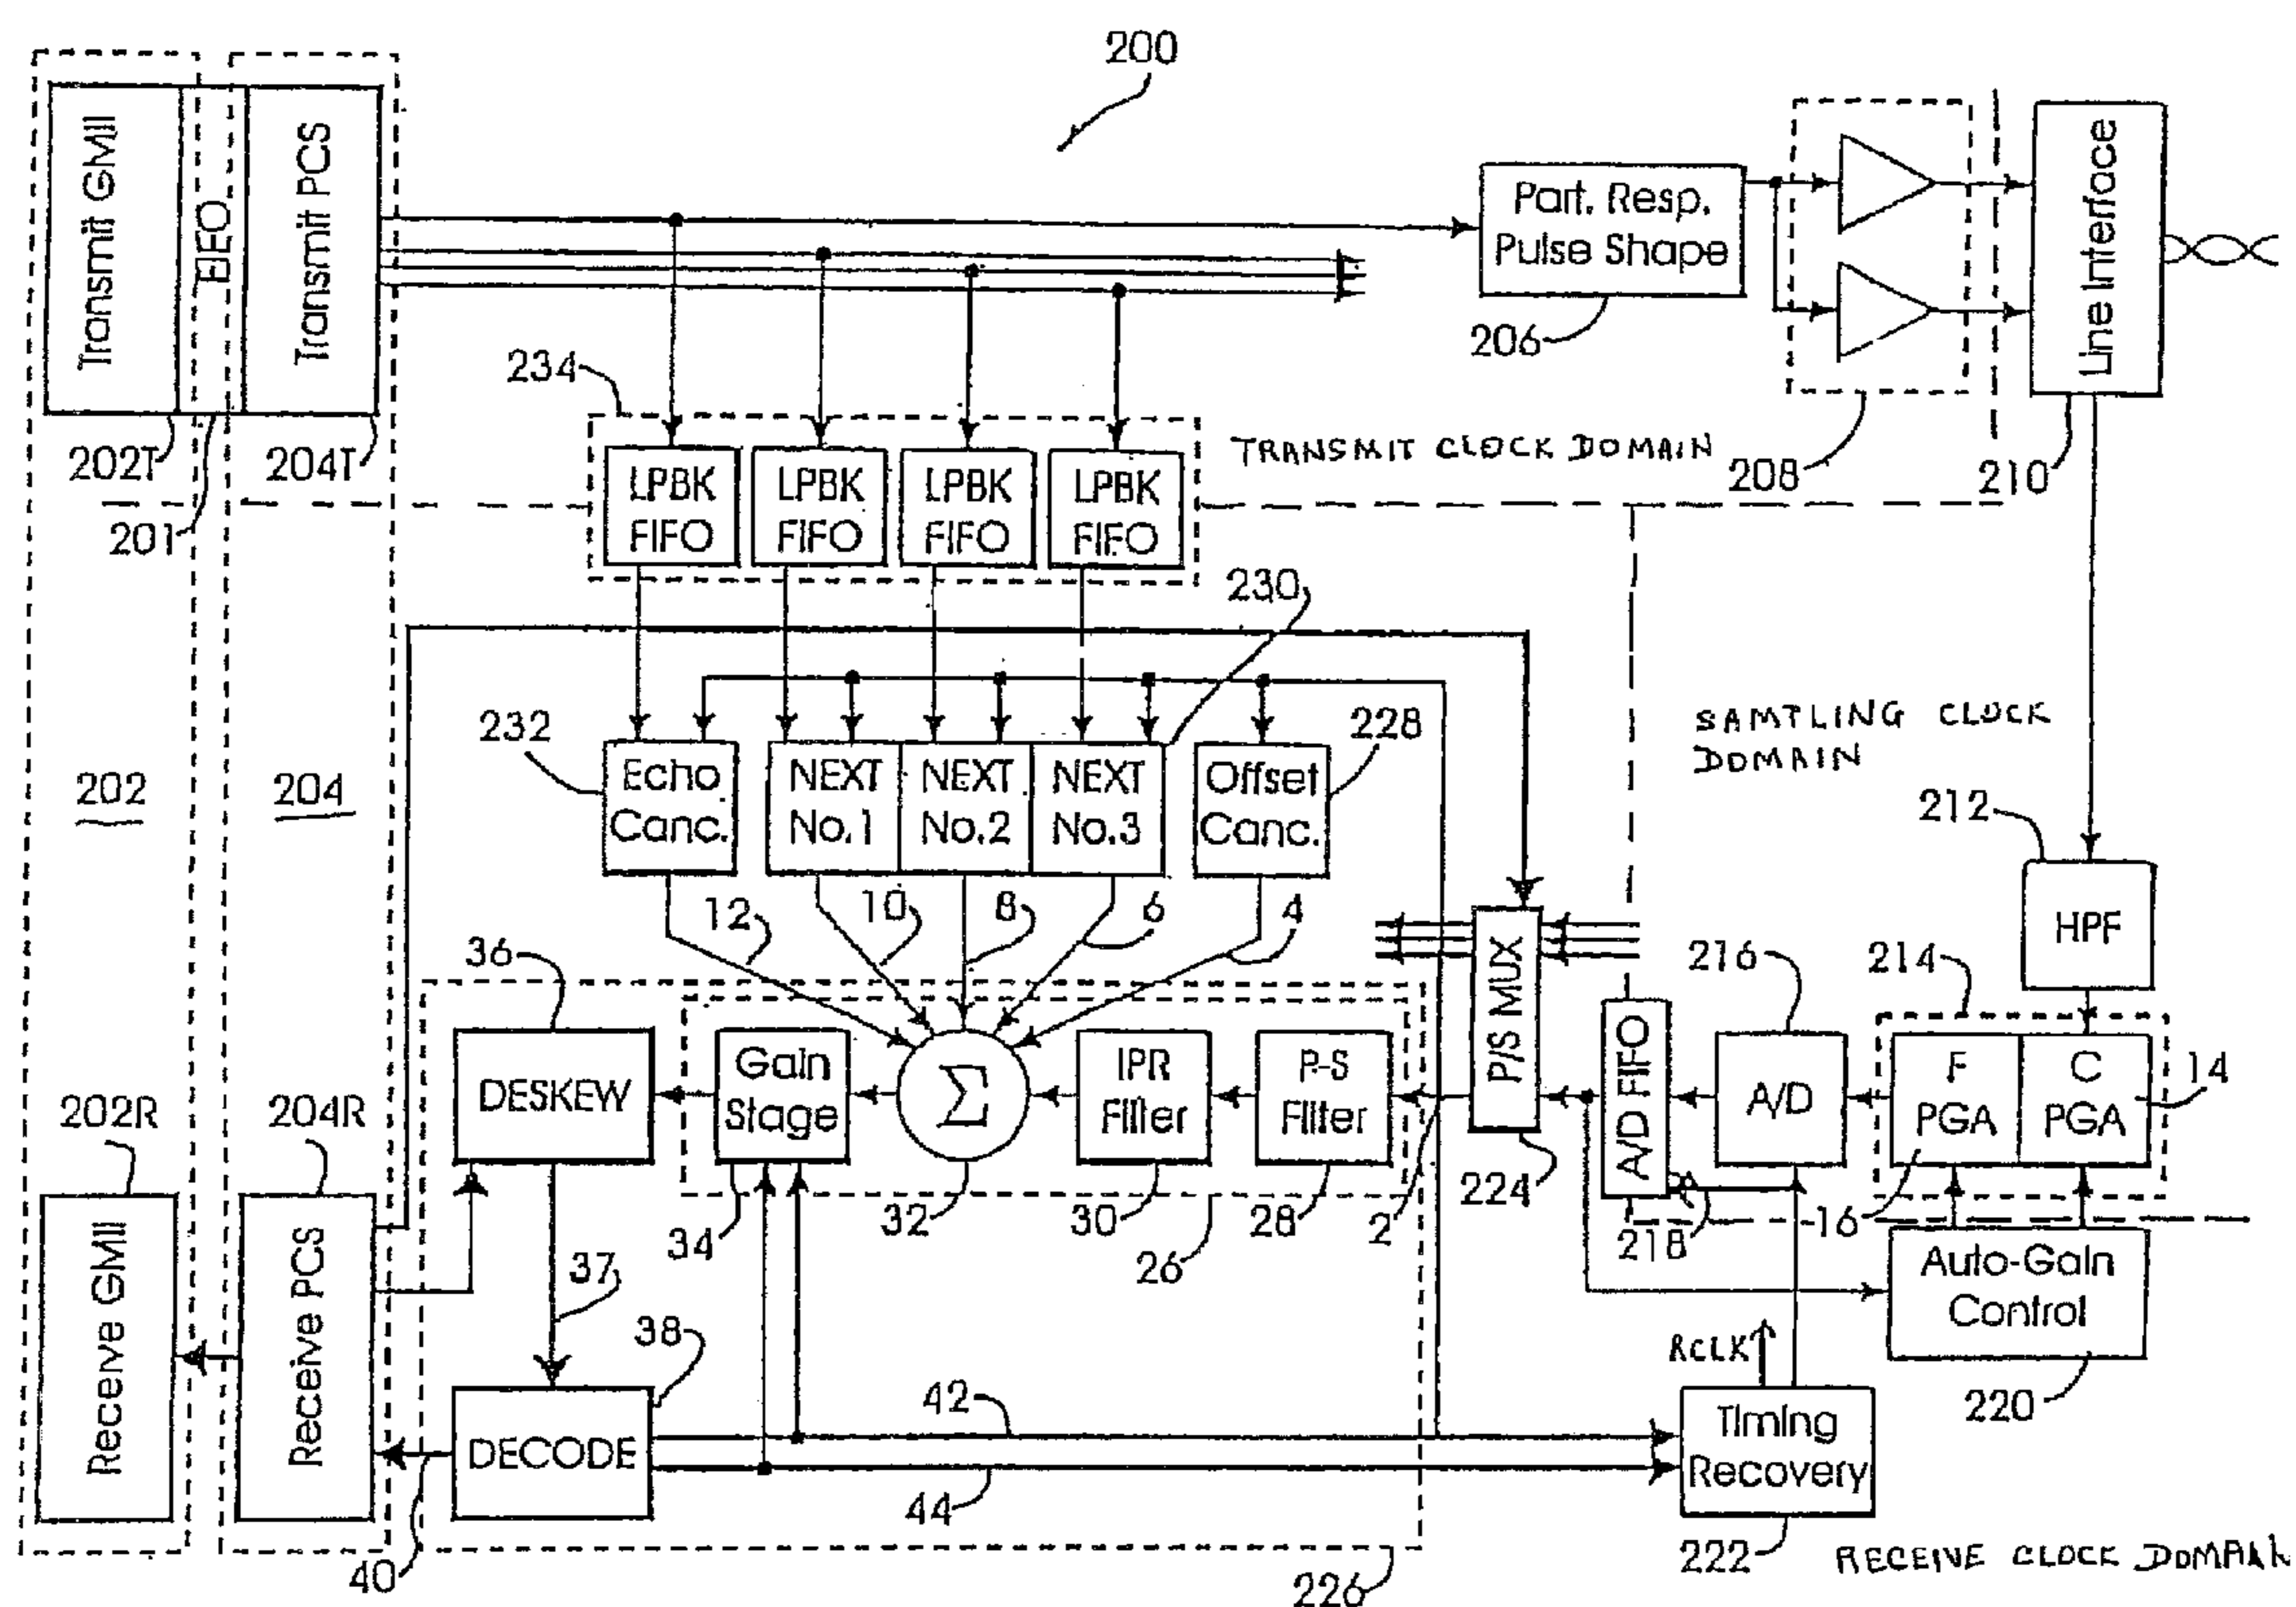 200
Transmit GMII
FIFO
Transmit PCS
Part. Resp.
Pulse Shape
Line Interface
206
234
202T
204T
201
TRANSMIT CLOCK DOMAIN
208
210
LPBK
FIFO
LPBK
FIFO
LPBK
FIFO
LPBK
FIFO
230
SAMTLING CLOCK
DOMAIN
232
228
202
204
Echo
Canc.
NEXT
No.1
NEXT
No.2
NEXT
No.3
Offset
Canc.
212
HPF
12
10
8
6
4
36
216
214
P/S MUX
A/D FIFO
DESKEW
Gain
Stage
Σ
IPR
Filter
P-S
Filter
A/D
F
PGA
C
PGA
14
202R
204R
34
32
30
26
28
2
224
218
16
Receive GMII
Receive PCS
37
Auto-Gain
Control
38
RCLK
220
DECODE
42
44
Timing
Recovery
40
226
222
RECEIVE CLOCK DOMAIN